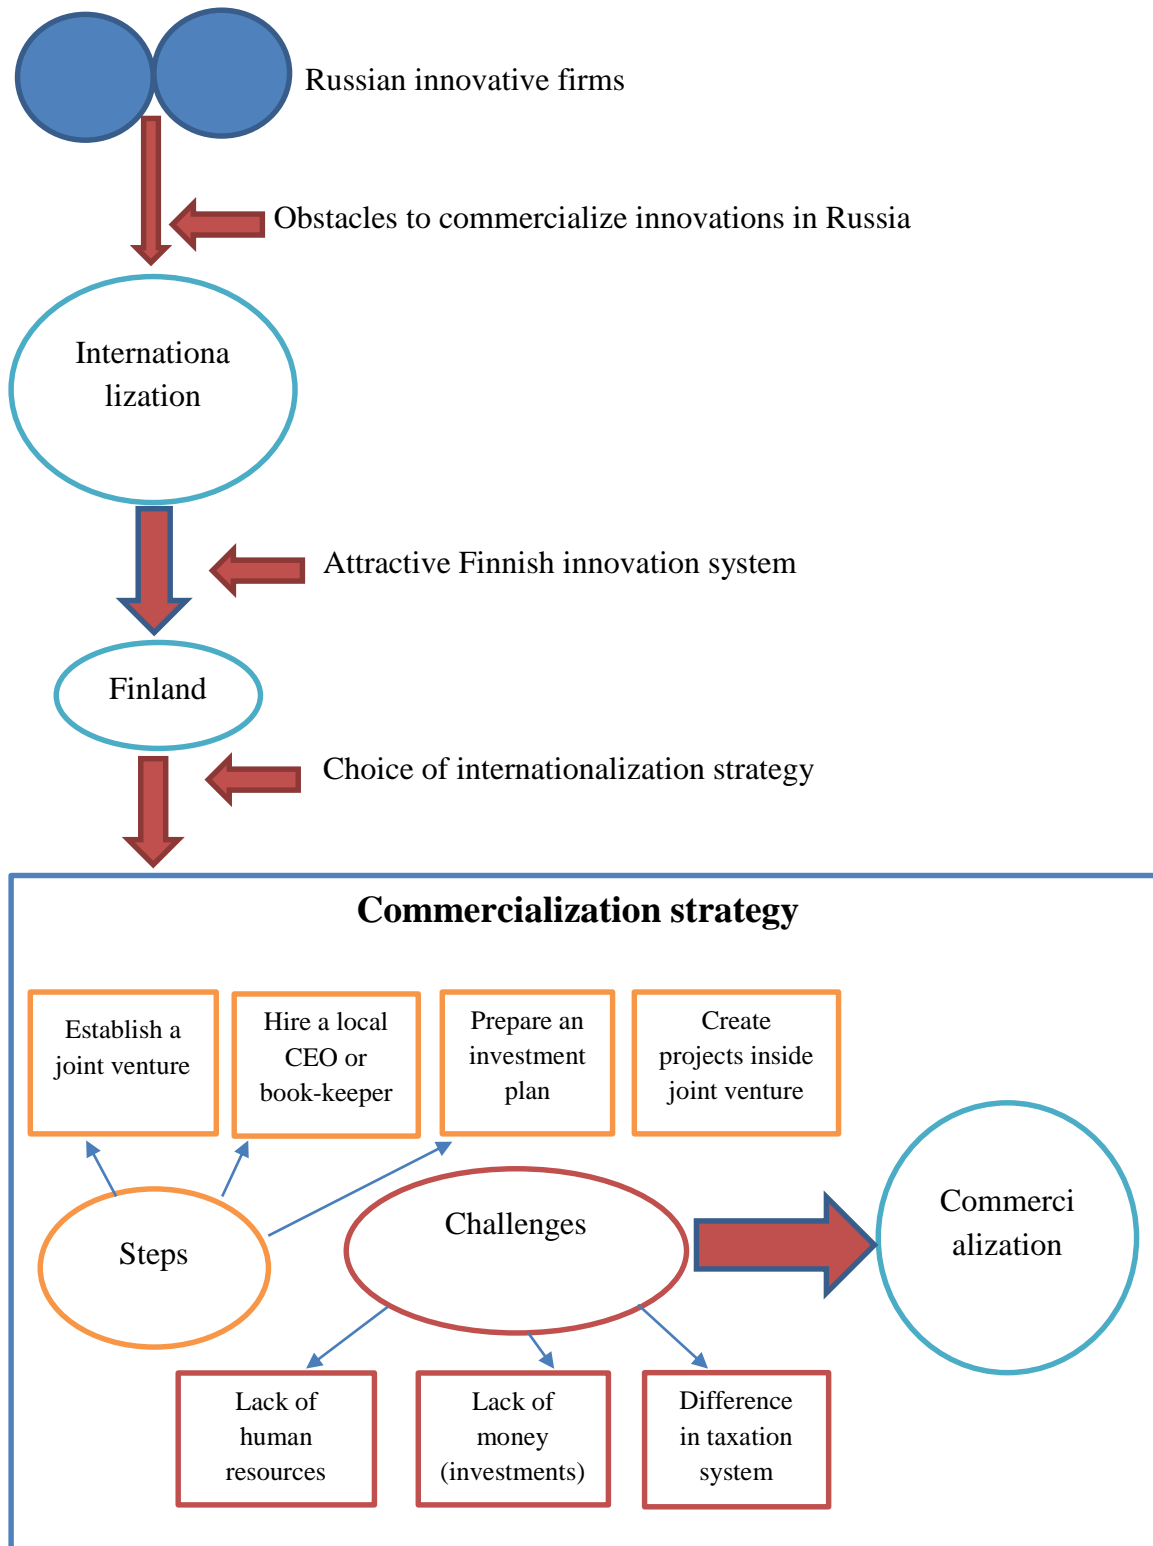 Russian innovative firms
Obstacles to commercialize innovations in Russia
Internationa
lization
Attractive Finnish innovation system
Finland
Choice of internationalization strategy
Commercialization strategy
Establish a
joint venture
Hire a local
CEO or
book-keeper
Prepare an
investment
plan
Create
projects inside
joint venture
Steps
Challenges
Commerci
alization
Lack of
human
resources
Lack of
money
(investments)
Difference
in taxation
system